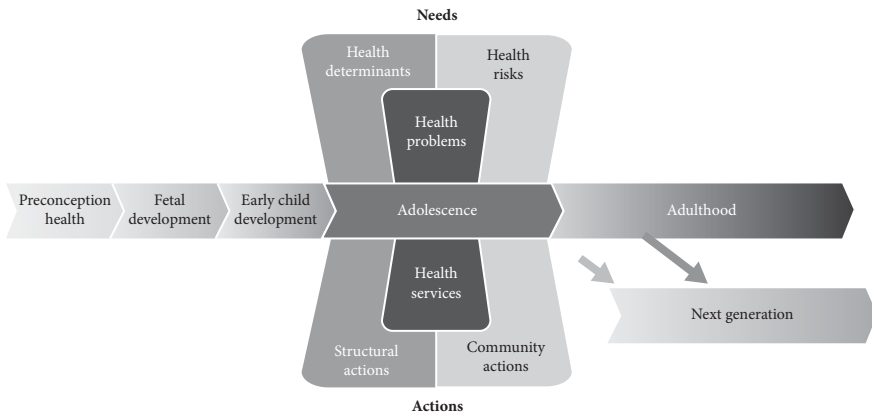 Needs
Health
determinants
Health
risks
Health
problems
Preconception
health
Fetal
development
Early child
development
Adolescence
Adulthood
Health
services
Next generation
Structural
actions
Community
actions
Actions